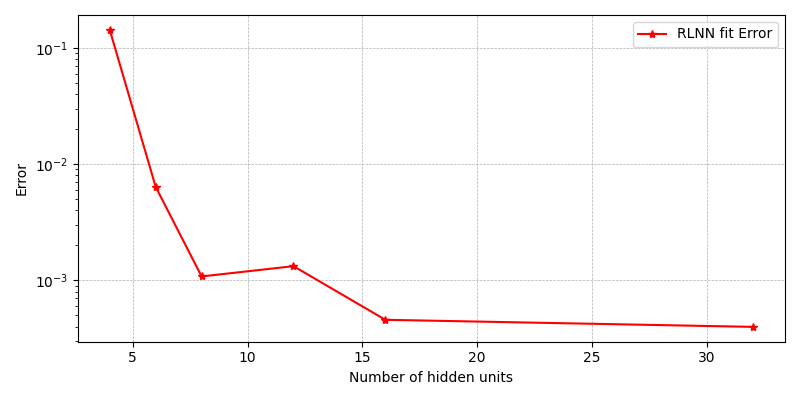 RLNN fit Error
Error
10⁻¹
10⁻²
10⁻³
5 10 15 20 25 30
Number of hidden units